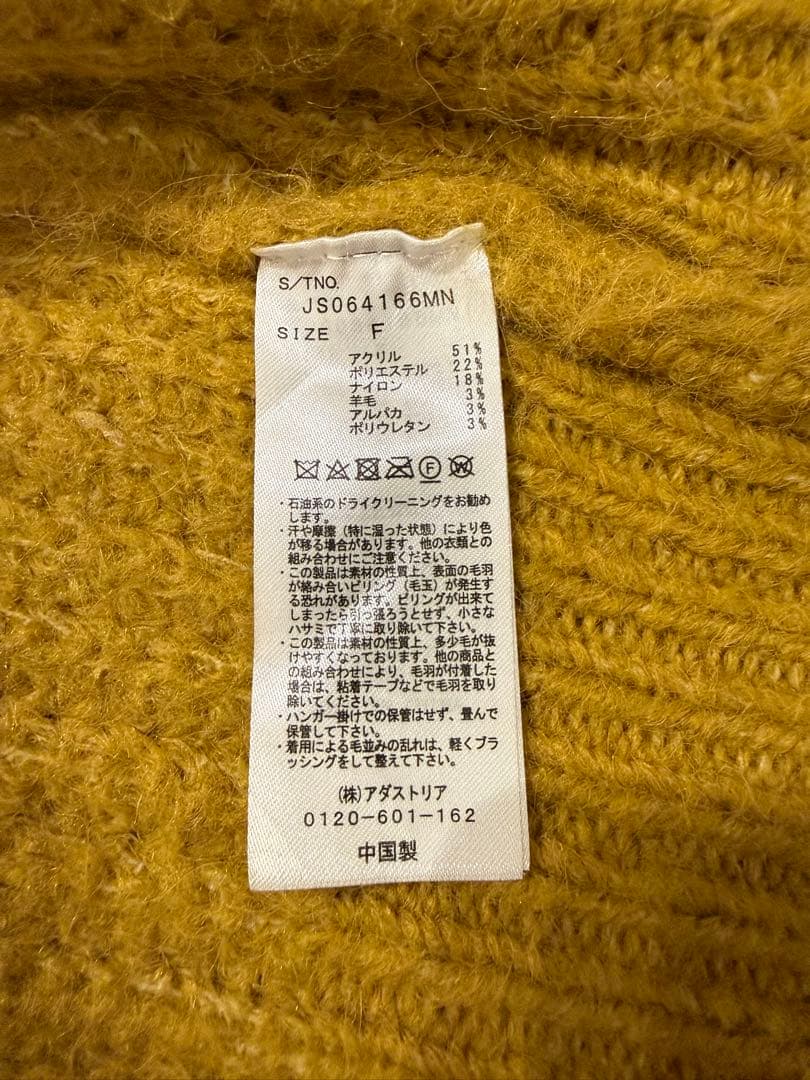 S/TNO.
JS064166MN
SIZE F
アクリル 51%
ポリエステル 22%
ナイロン 18%
羊毛 3%
アルパカ 3%
ポリウレタン 3%
F W
・石油系のドライクリーニングをお勧め
します。
・汗や摩擦（特に湿った状態）により色
が移る場合があります。他の衣類との
組み合わせにご注意ください。
・この製品は素材の性質上、表面の毛羽
が絡み合いピリング（毛玉）が発生す
る恐れがあります。ピリングが出来て
しまったら引っ張ろうとせず、小さな
ハサミで丁寧に取り除いて下さい。
・この製品は素材の性質上、多少毛が抜
けやすくなっております。他の商品と
の組み合わせにより、毛羽が付着した
場合は、粘着テープなどで毛羽を取り
除いてください。
・ハンガー掛けでの保管はせず、畳んで
保管して下さい。
・着用による毛並みの乱れは、軽くブラ
ッシングをして整えて下さい。
(株)アダストリア
0120-601-162
中国製